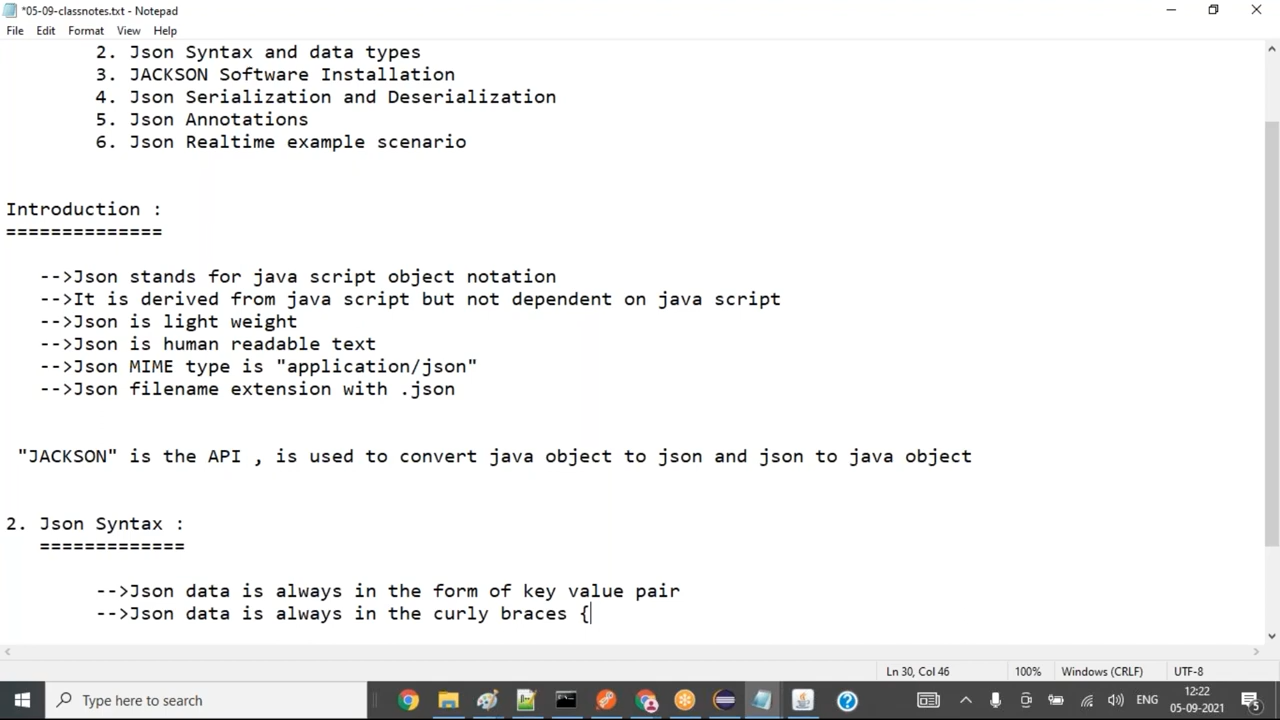 *05-09-classnotes.txt - Notepad
File Edit Format View Help
2. Json Syntax and data types
3. JACKSON Software Installation
4. Json Serialization and Deserialization
5. Json Annotations
6. Json Realtime example scenario
Introduction :
==============
-->Json stands for java script object notation
-->It is derived from java script but not dependent on java script
-->Json is light weight
-->Json is human readable text
-->Json MIME type is "application/json"
-->Json filename extension with .json
"JACKSON" is the API , is used to convert java object to json and json to java object
2. Json Syntax :
=============
-->Json data is always in the form of key value pair
-->Json data is always in the curly braces {
Ln 30, Col 46 100% Windows (CRLF) UTF-8
Type here to search
ENG
12:22
05-09-2021
5